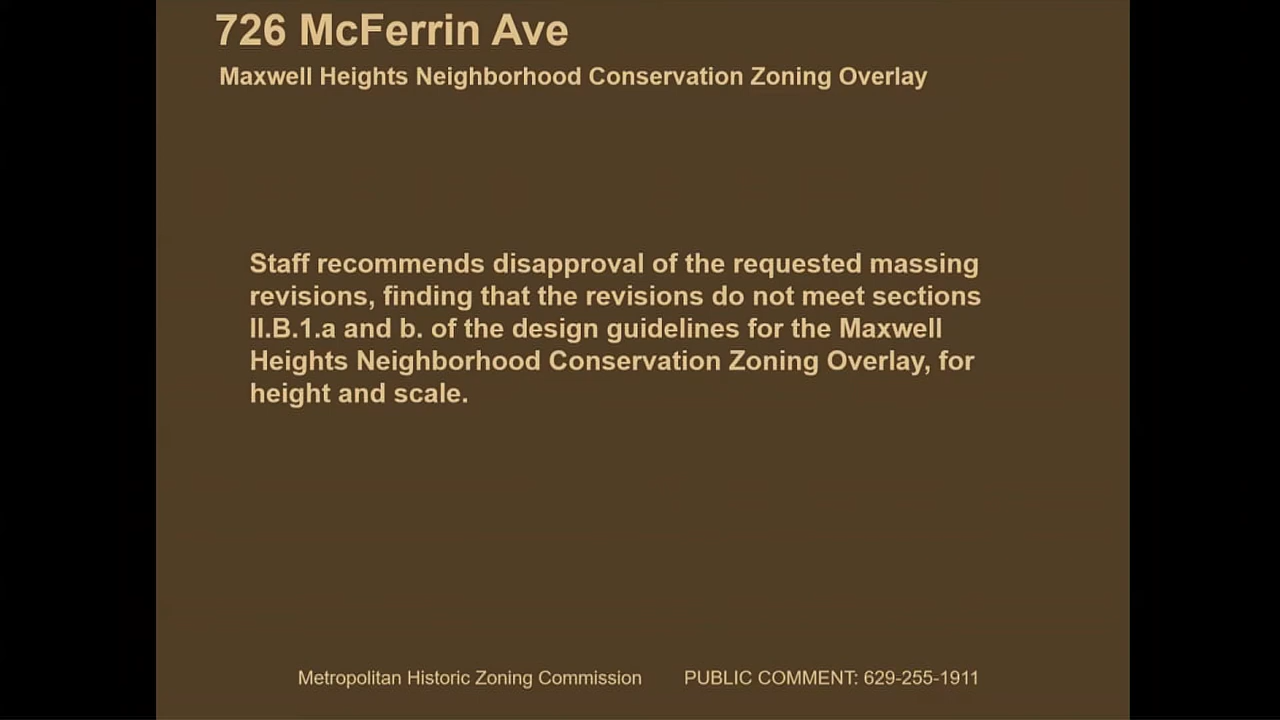 726 McFerrin Ave
Maxwell Heights Neighborhood Conservation Zoning Overlay
Staff recommends disapproval of the requested massing
revisions, finding that the revisions do not meet sections
II.B.1.a and b. of the design guidelines for the Maxwell
Heights Neighborhood Conservation Zoning Overlay, for
height and scale.
Metropolitan Historic Zoning Commission PUBLIC COMMENT: 629-255-1911